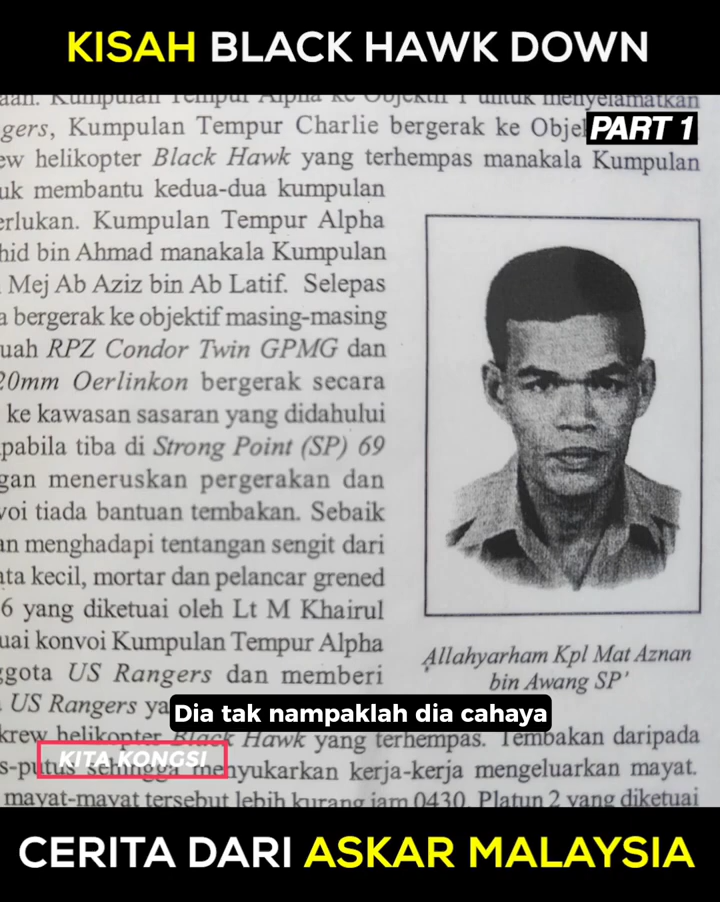 KISAH BLACK HAWK DOWN
aan. Kumpulan Tempur Alpha ke Objektif 1 untuk menyelamatkan
gers, Kumpulan Tempur Charlie bergerak ke Obje
PART 1
ew helikopter Black Hawk yang terhempas manakala Kumpulan
uk membantu kedua-dua kumpulan
erlukan. Kumpulan Tempur Alpha
hid bin Ahmad manakala Kumpulan
Mej Ab Aziz bin Ab Latif. Selepas
a bergerak ke objektif masing-masing
uah RPZ Condor Twin GPMG dan
20mm Oerlinkon bergerak secara
ke kawasan sasaran yang didahului
pabila tiba di Strong Point (SP) 69
gan meneruskan pergerakan dan
voi tiada bantuan tembakan. Sebaik
an menghadapi tentangan sengit dari
ata kecil, mortar dan pelancar grened
6 yang diketuai oleh Lt M Khairul
uai konvoi Kumpulan Tempur Alpha
ggota US Rangers dan memberi
US Rangers ya
Allahyarham Kpl Mat Aznan
bin Awang SP'
Dia tak nampaklah dia cahaya
krew helikopter Black Hawk yang terhempas. Tembakan daripada
KITA KONGSI
s-putus sehingga menyukarkan kerja-kerja mengeluarkan mayat.
mayat-mayat tersebut lebih kurang jam 0430. Platun 2 yang diketuai
CERITA DARI ASKAR MALAYSIA